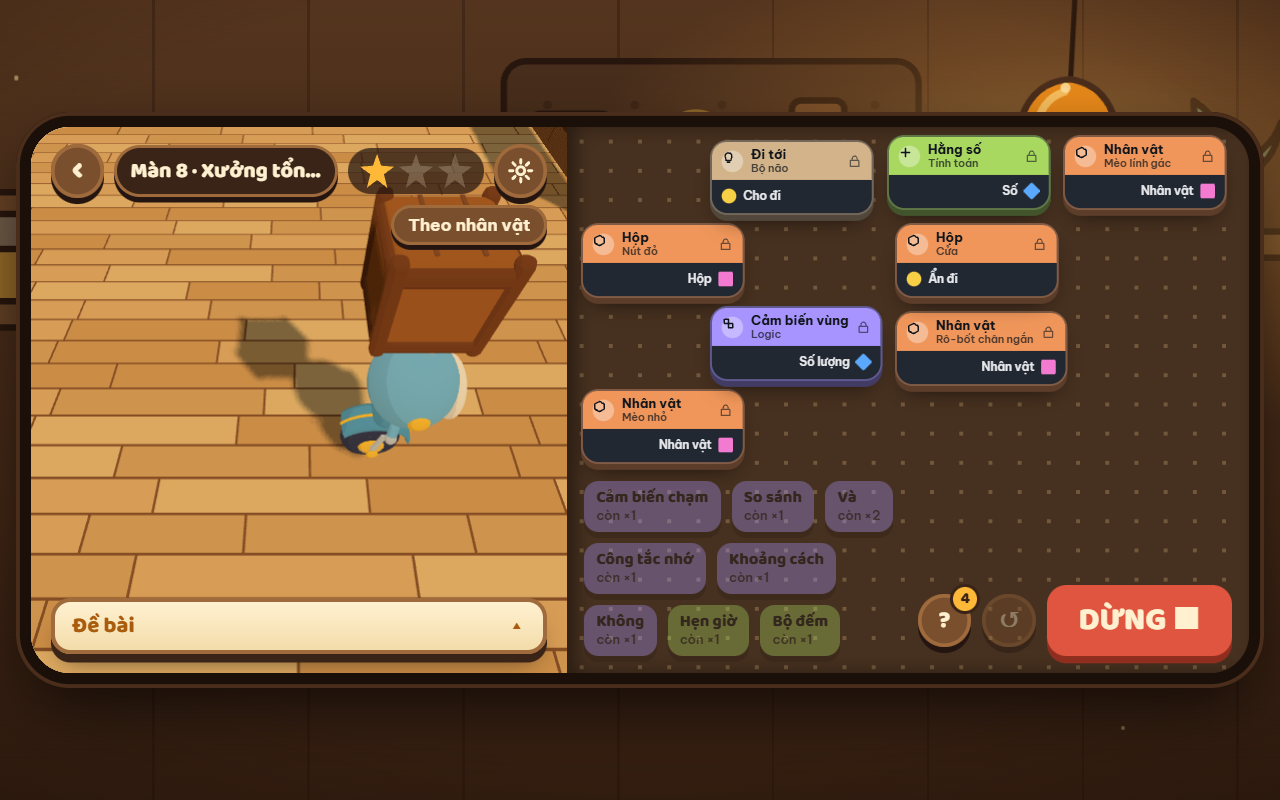 Màn 8 · Xưởng tổn...
Theo nhân vật
Đề bài
Đi tới
Bộ não
Cho đi
Hằng số
Tính toán
Số
Nhân vật
Mèo lính gác
Nhân vật
Hộp
Nút đỏ
Hộp
Hộp
Cửa
Ẩn đi
Cảm biến vùng
Logic
Số lượng
Nhân vật
Rô-bốt chân ngắn
Nhân vật
Nhân vật
Mèo nhỏ
Nhân vật
Cảm biến chạm
còn ×1
So sánh
còn ×1
Và
còn ×2
Công tắc nhớ
còn ×1
Khoảng cách
còn ×1
Không
còn ×1
Hẹn giờ
còn ×1
Bộ đếm
còn ×1
?
4
DỪNG